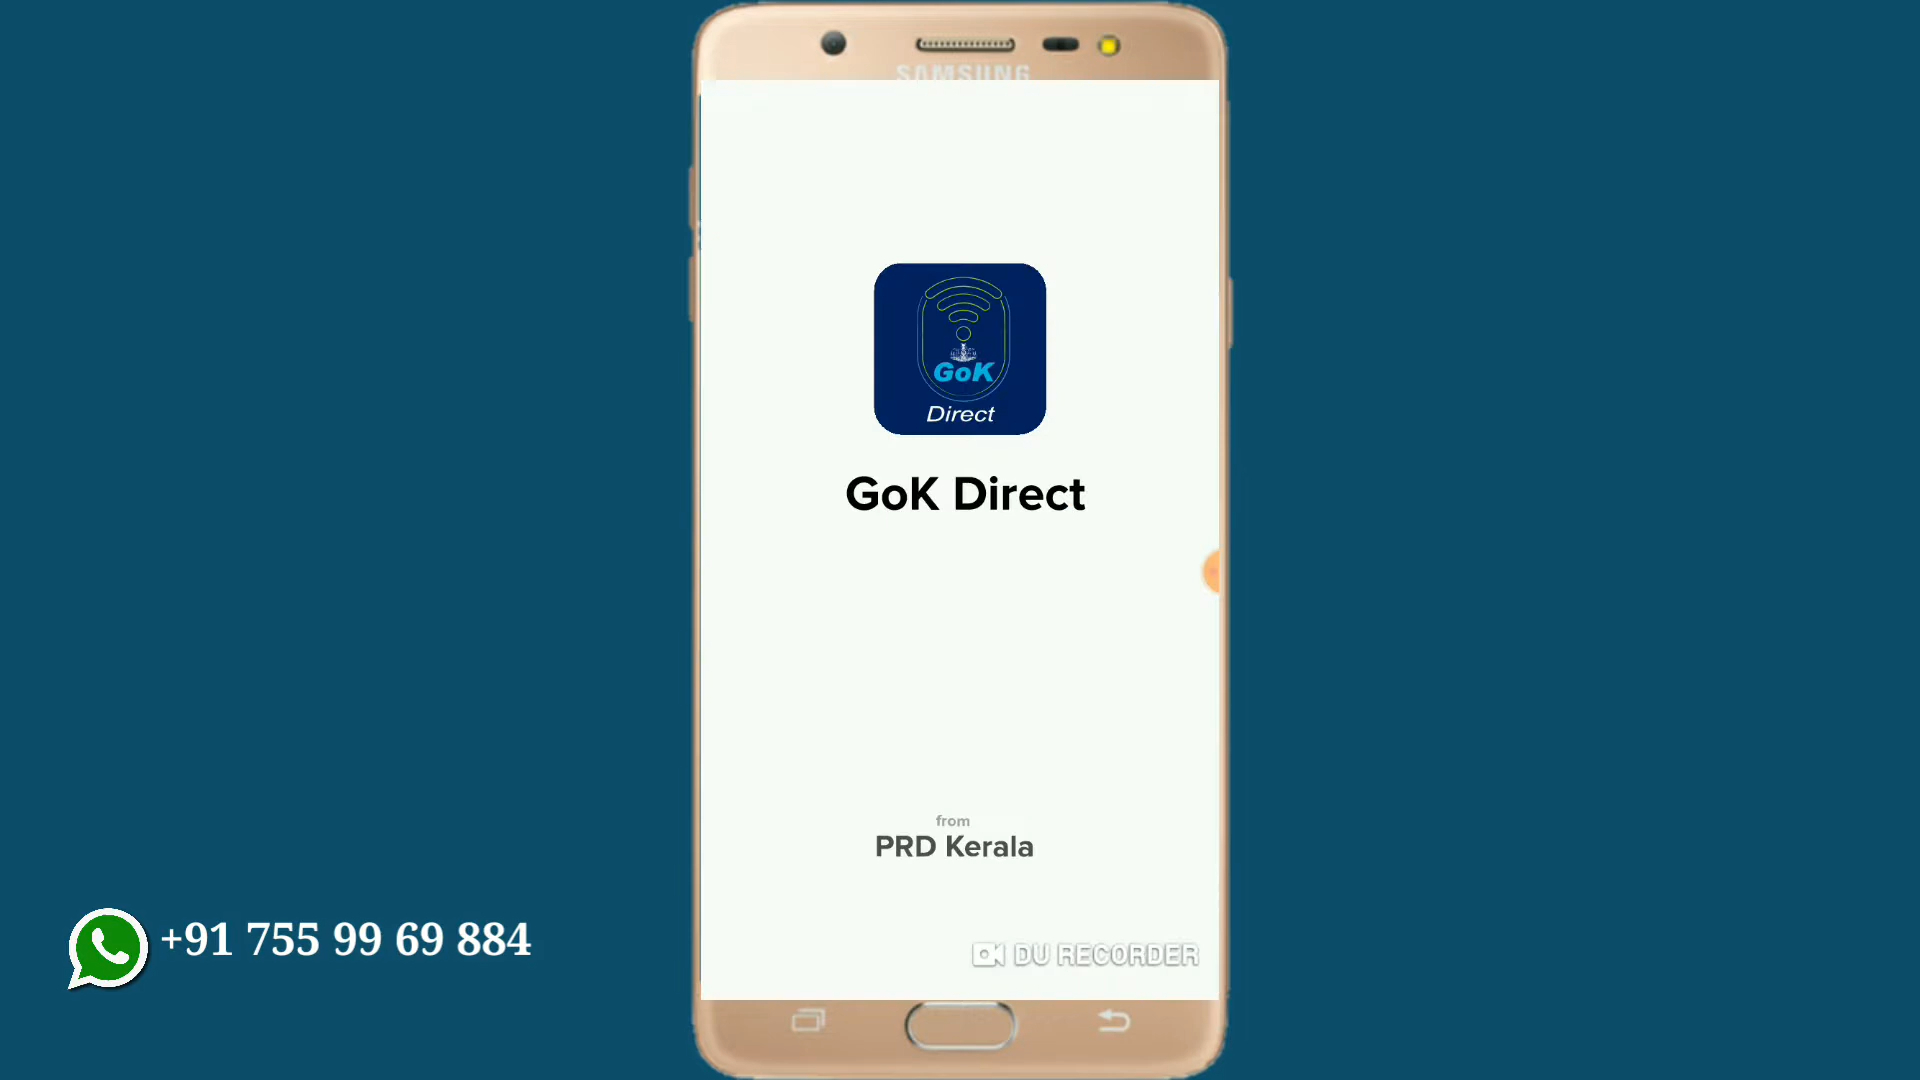 SAMSUNG
GoK
Direct
GoK Direct
from
PRD Kerala
DU RECORDER
+91 755 99 69 884